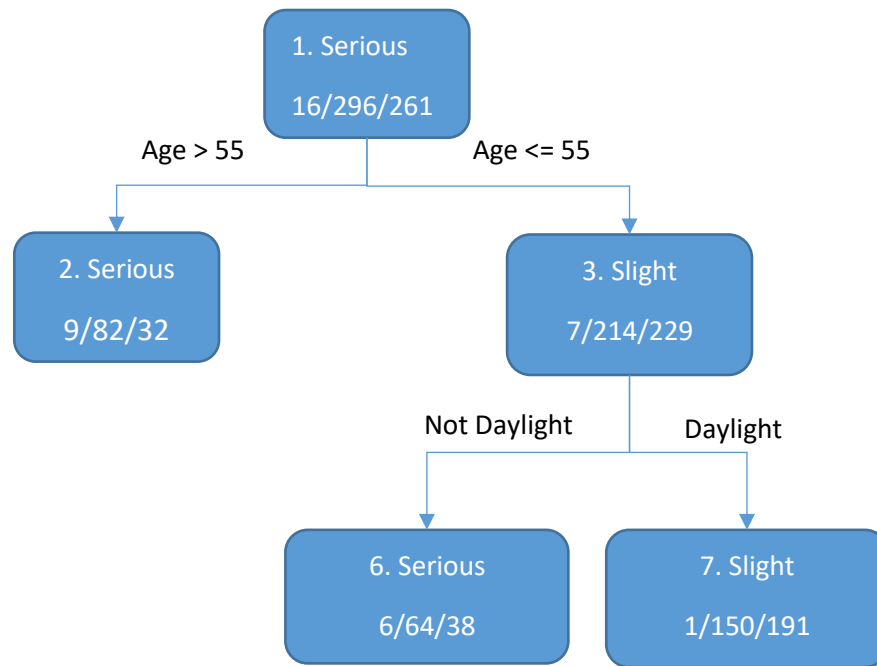 1. Serious
16/296/261
Age > 55
Age <= 55
2. Serious
9/82/32
3. Slight
7/214/229
Not Daylight
Daylight
6. Serious
6/64/38
7. Slight
1/150/191